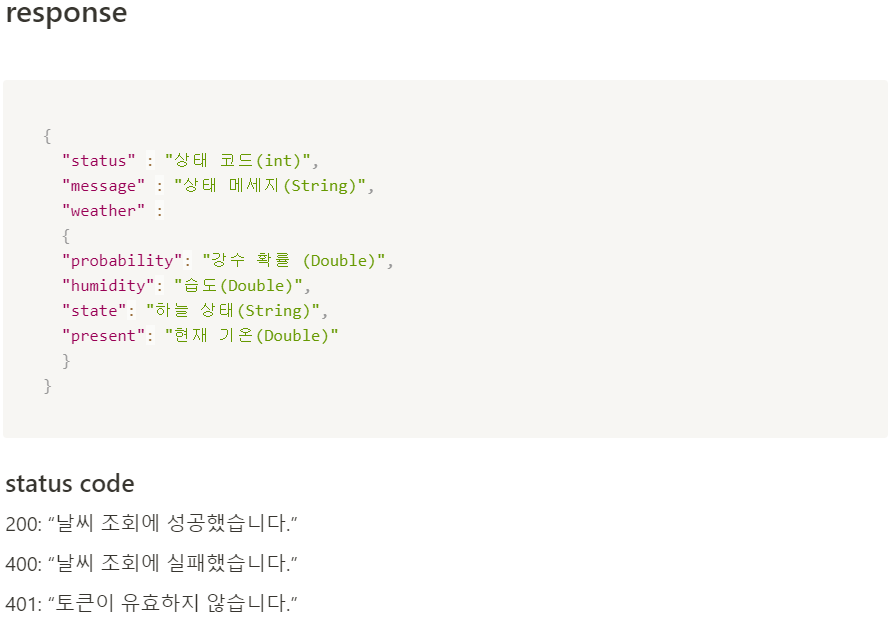 response
{
"status" : "상태 코드(int)",
"message" : "상태 메세지(String)",
"weather" :
{
"probability": "강수 확률 (Double)",
"humidity": "습도(Double)",
"state": "하늘 상태(String)",
"present": "현재 기온(Double)"
}
}
status code
200: “날씨 조회에 성공했습니다.”
400: “날씨 조회에 실패했습니다.”
401: “토큰이 유효하지 않습니다.”